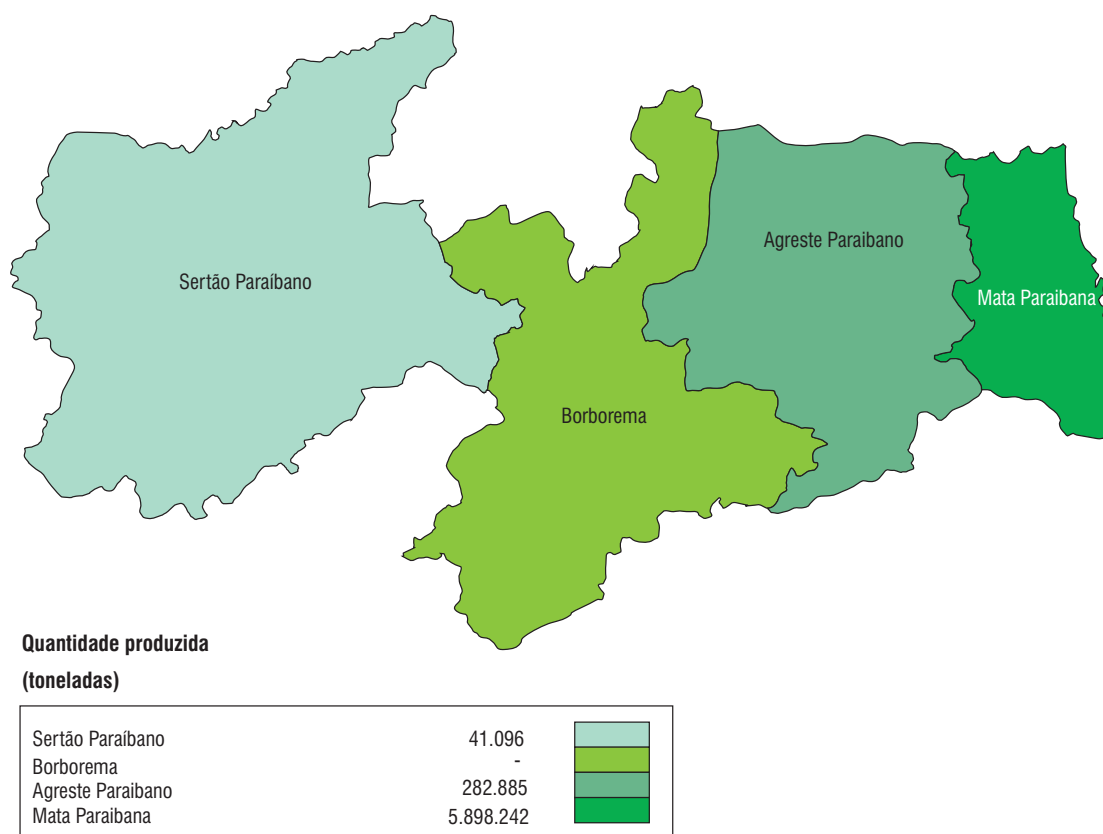 Sertão Paraíbano
Agreste Paraibano
Mata Paraibana
Borborema
Quantidade produzida
(toneladas)
Sertão Paraíbano 41.096
Borborema -
Agreste Paraibano 282.885
Mata Paraibana 5.898.242